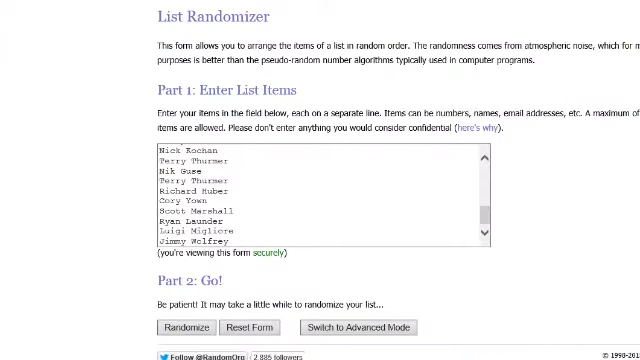 List Randomizer
This form allows you to arrange the items of a list in random order. The randomness comes from atmospheric noise, which for m
purposes is better than the pseudo-random number algorithms typically used in computer programs.
Part 1: Enter List Items
Enter your items in the field below, each on a separate line. Items can be numbers, names, email addresses, etc. A maximum of
items are allowed. Please don't enter anything you would consider confidential (here's why).
Nick Kochan
Terry Thurmer
Nik Guse
Terry Thurmer
Richard Huber
Cory Yown
Scott Marshall
Ryan Launder
Luigi Migliore
Jimmy Wolfrey
(you're viewing this form securely)
Part 2: Go!
Be patient! It may take a little while to randomize your list...
Randomize Reset Form Switch to Advanced Mode
Follow @RandomOrg 2,885 followers
© 1998-201